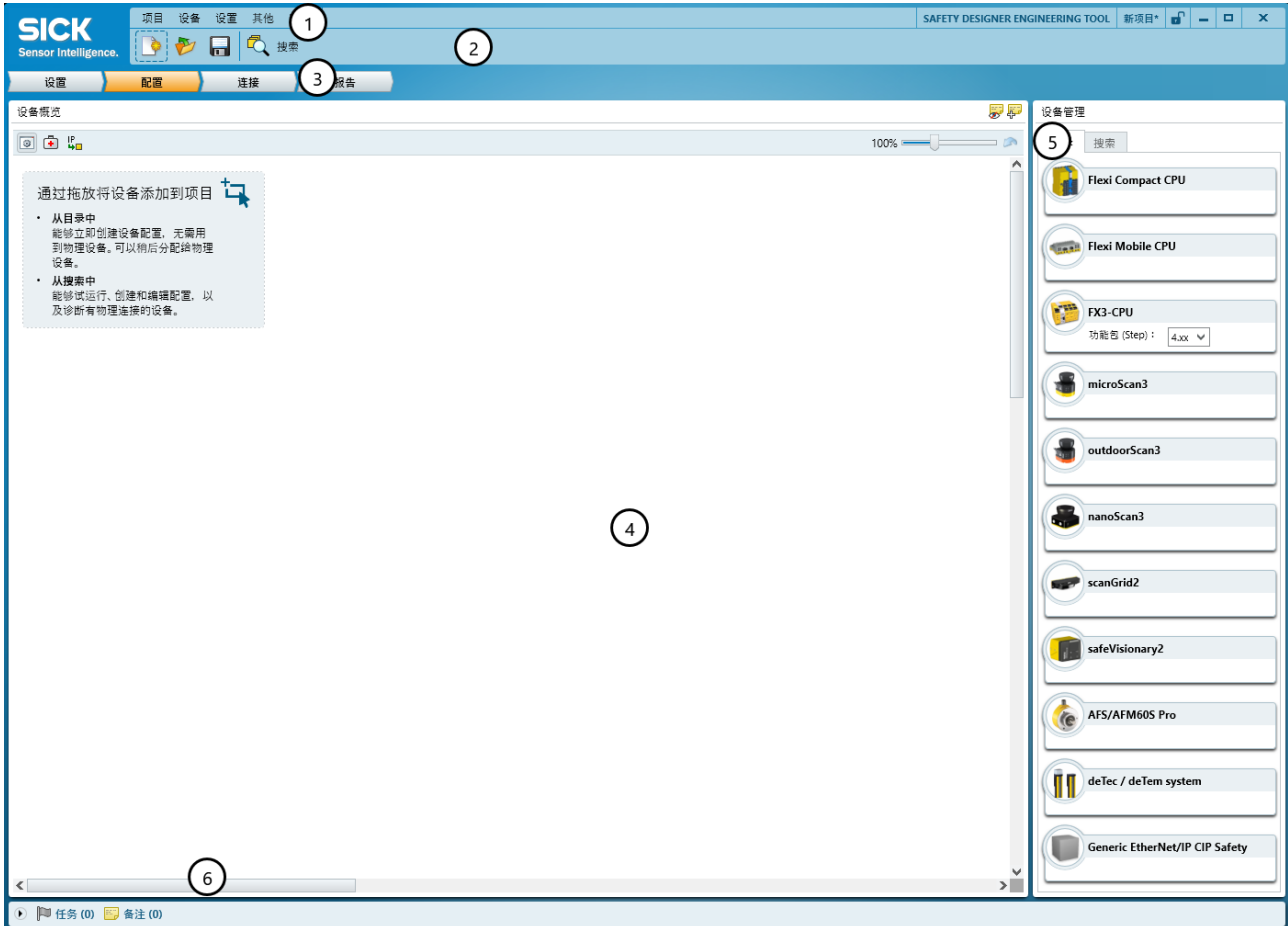 SICK
Sensor Intelligence.
项目 设备 设置 其他
1
SAFETY DESIGNER ENGINEERING TOOL 新项目*
搜索
2
设置 配置 连接 3 报告
设备概览
设备管理
IP
100%
5 搜索
通过拖放将设备添加到项目
• 从目录中
能够立即创建设备配置，无需用
到物理设备。可以稍后分配给物理
设备。
• 从搜索中
能够试运行、创建和编辑配置，以
及诊断有物理连接的设备。
4
Flexi Compact CPU
Flexi Mobile CPU
FX3-CPU
功能包 (Step)： 4.xx
microScan3
outdoorScan3
nanoScan3
scanGrid2
safeVisionary2
AFS/AFM60S Pro
deTec / deTem system
Generic EtherNet/IP CIP Safety
6
任务 (0) 备注 (0)